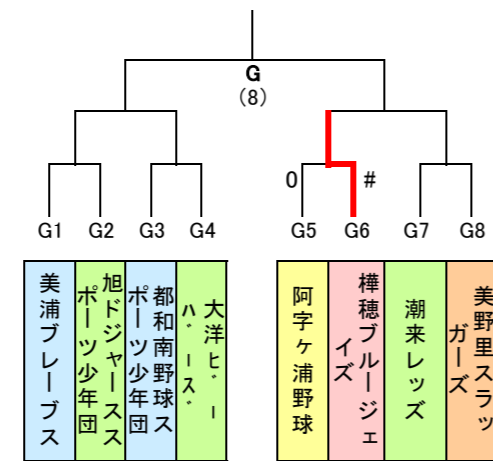 G
(8)
0
#
G1
G2
G3
G4
G5
G6
G7
G8
美浦ブレーブス
旭ドジャースス
ポーツ少年団
都和南野球ス
ポーツ少年団
大洋ビー
バーズ
阿字ヶ浦野球
樺穂ブルージェ
イズ
潮来レッズ
美野里スラッ
ガーズ